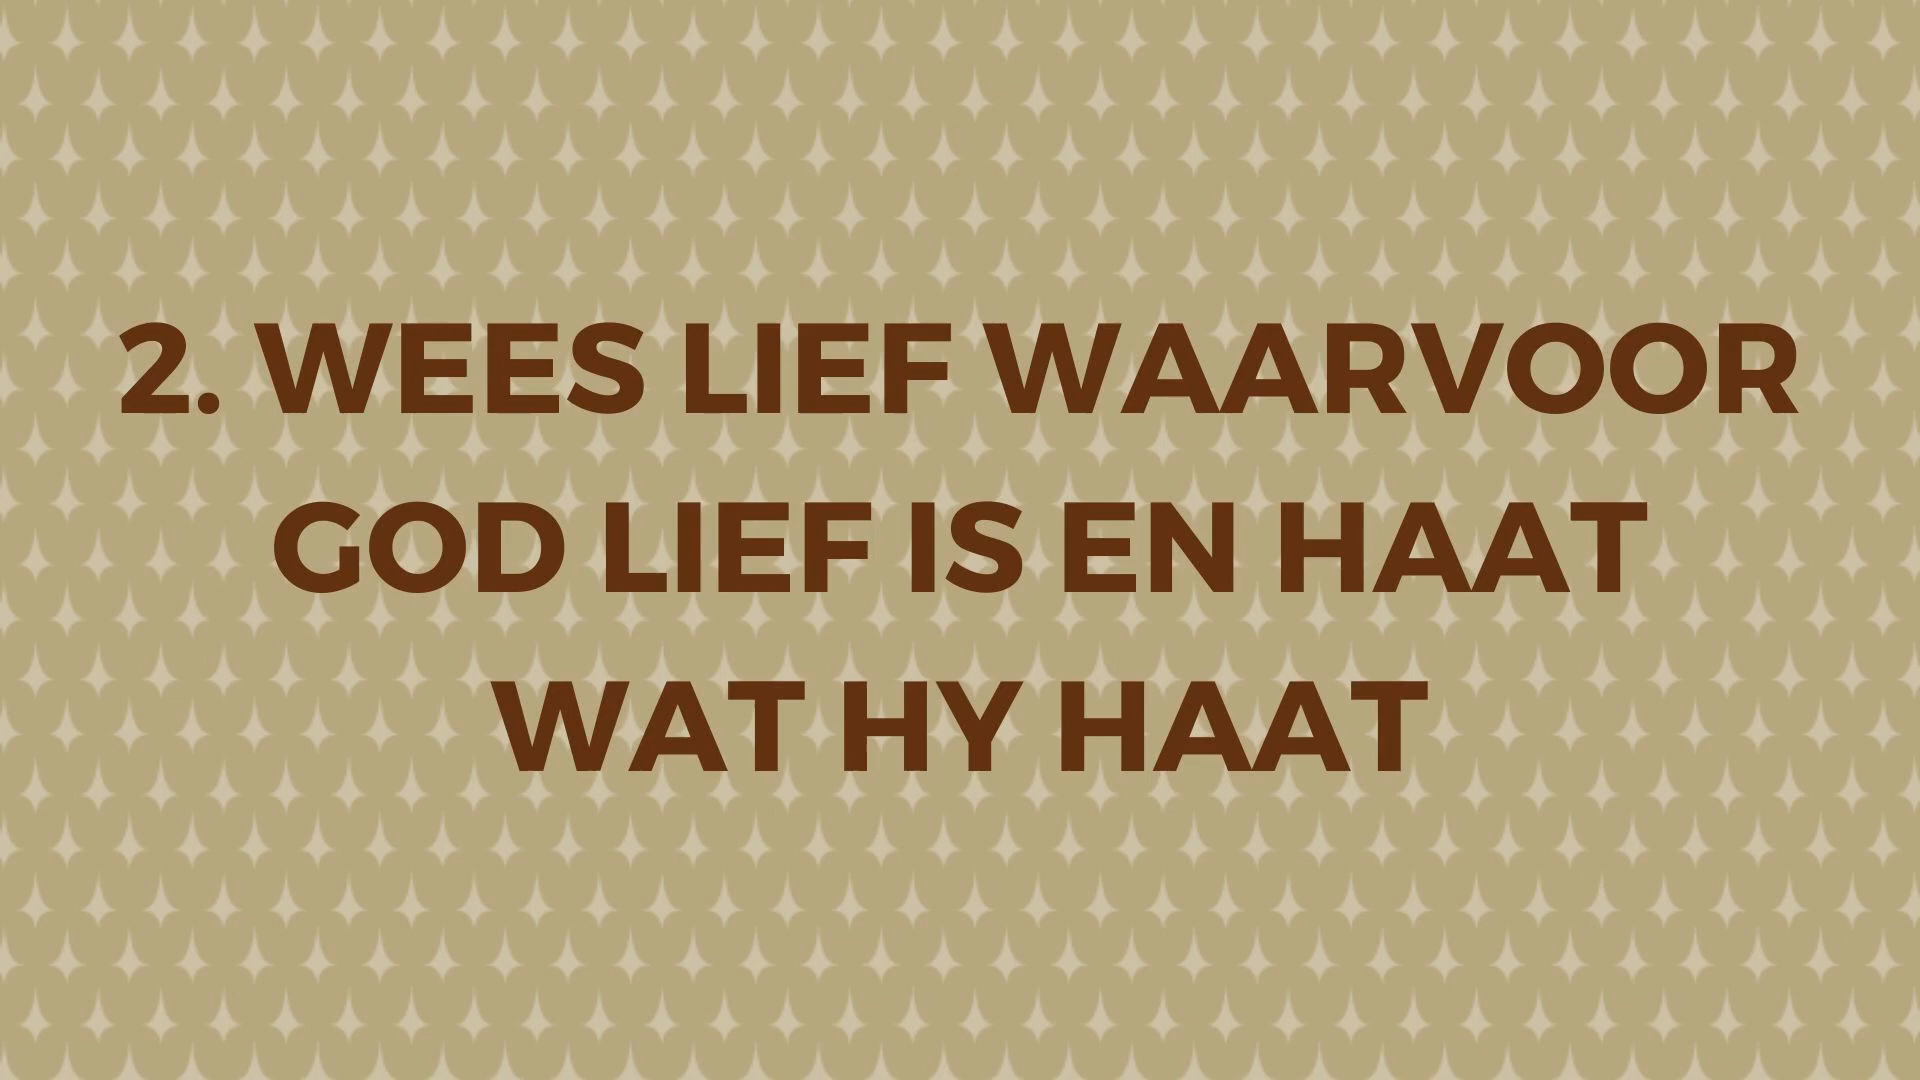 2. WEES LIEF WAARVOOR
GOD LIEF IS EN HAAT
WAT HY HAAT